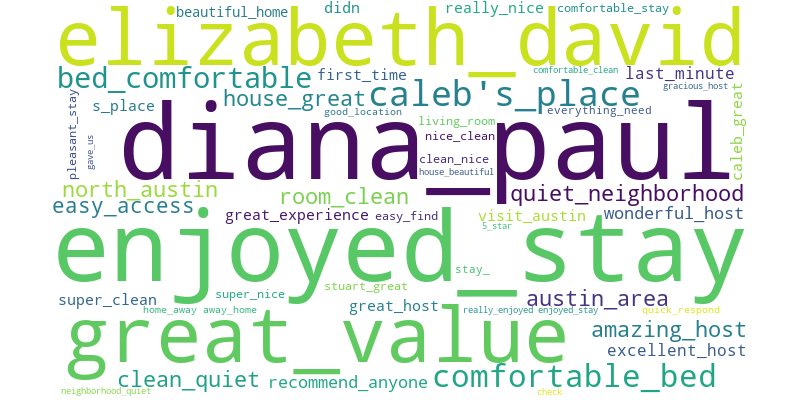 beautiful_home
didn
really_nice
comfortable_stay
elizabeth_david
bed_comfortable
first_time
comfortable_clean
last_minute
gracious_host
pleasant_stay
s_place
house_great
caleb's_place
good_location
everything_need
gave_us
diana_paul
living_room
nice_clean
clean_nice
house_beautiful
caleb_great
north_austin
room_clean
quiet_neighborhood
easy_access
great_experience
easy_find
visit_austin
wonderful_host
5_star
enjoyed_stay
stay_
stuart_great
super_clean
super_nice
great_host
austin_area
home_away away_home
really_enjoyed enjoyed_stay
quick_respond
great_value
amazing_host
excellent_host
clean_quiet
recommend_anyone
comfortable_bed
neighborhood_quiet
check